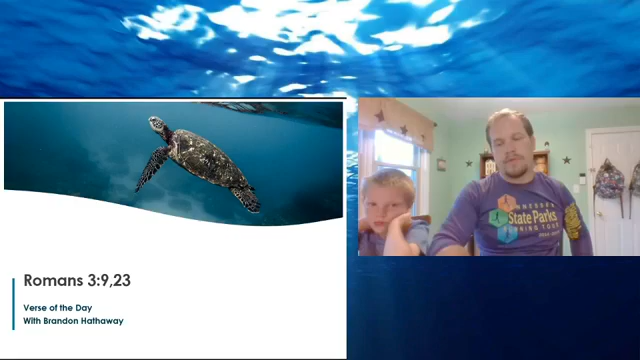 Romans 3:9,23
Verse of the Day
With Brandon Hathaway
State Parks